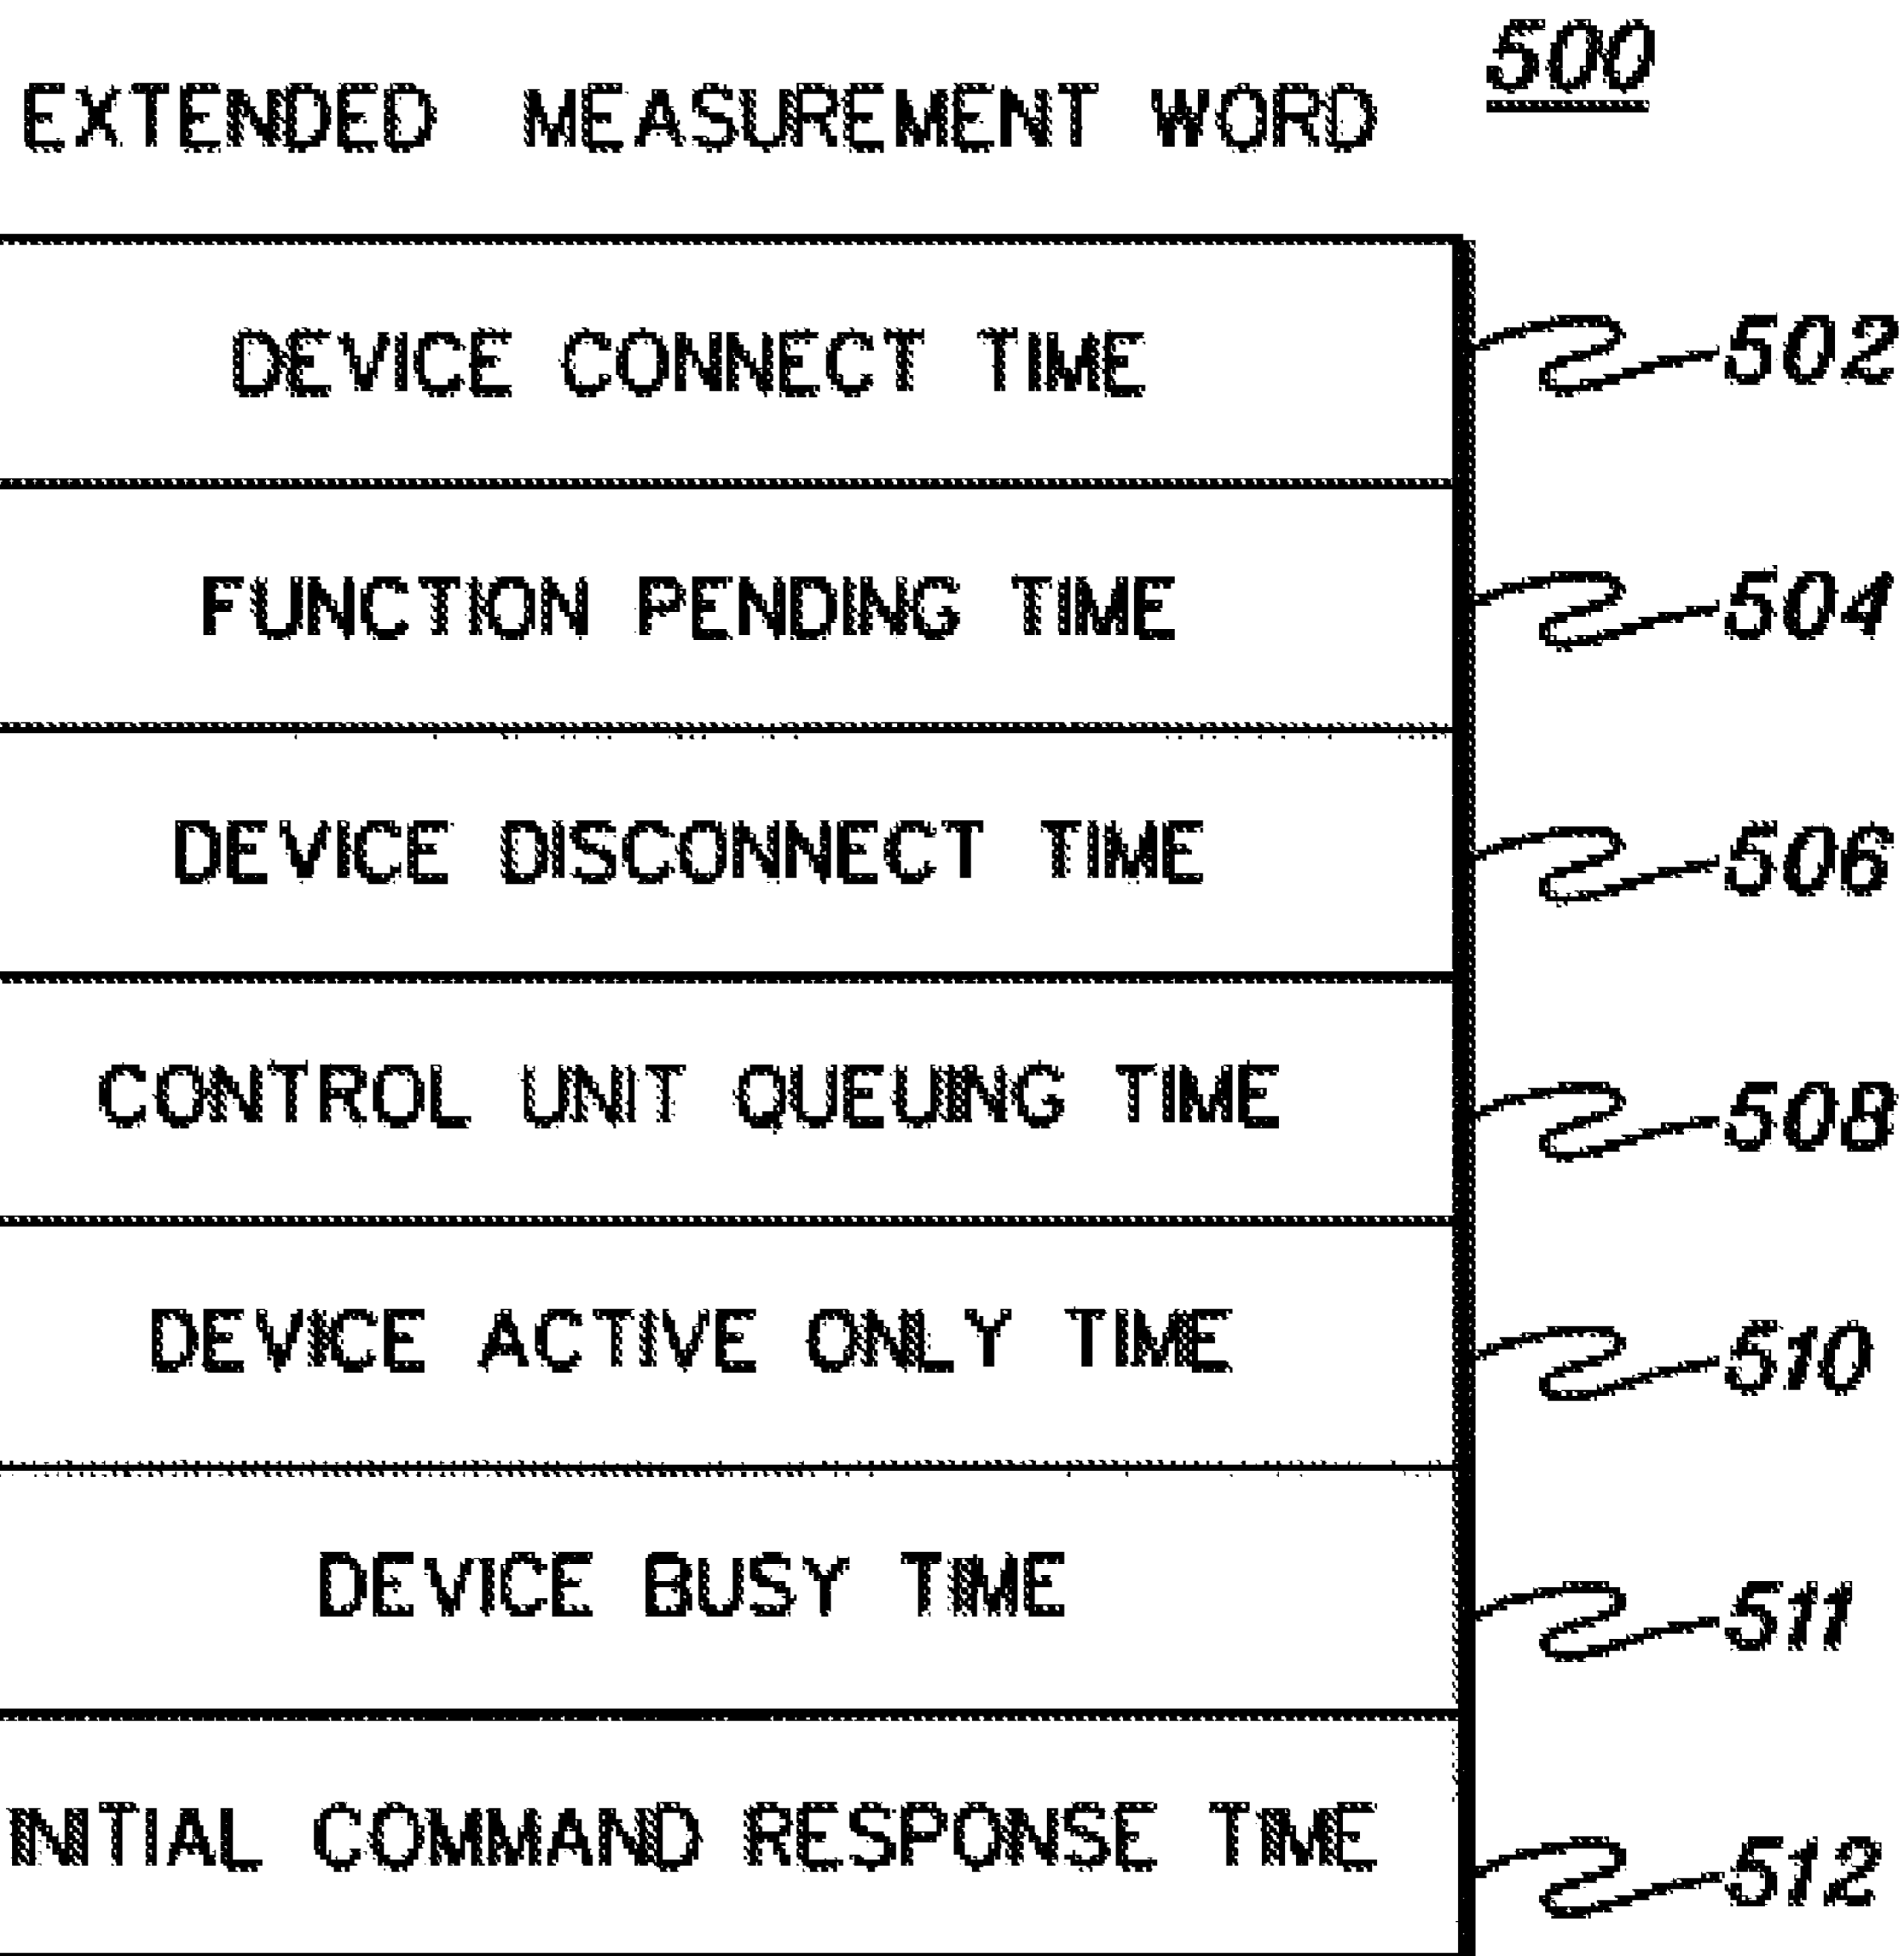 500
EXTENDED MEASUREMENT WORD
DEVICE CONNECT TIME
502
FUNCTION PENDING TIME
504
DEVICE DISCONNECT TIME
506
CONTROL UNIT QUEUING TIME
508
DEVICE ACTIVE ONLY TIME
510
DEVICE BUSY TIME
511
INITIAL COMMAND RESPONSE TIME
512